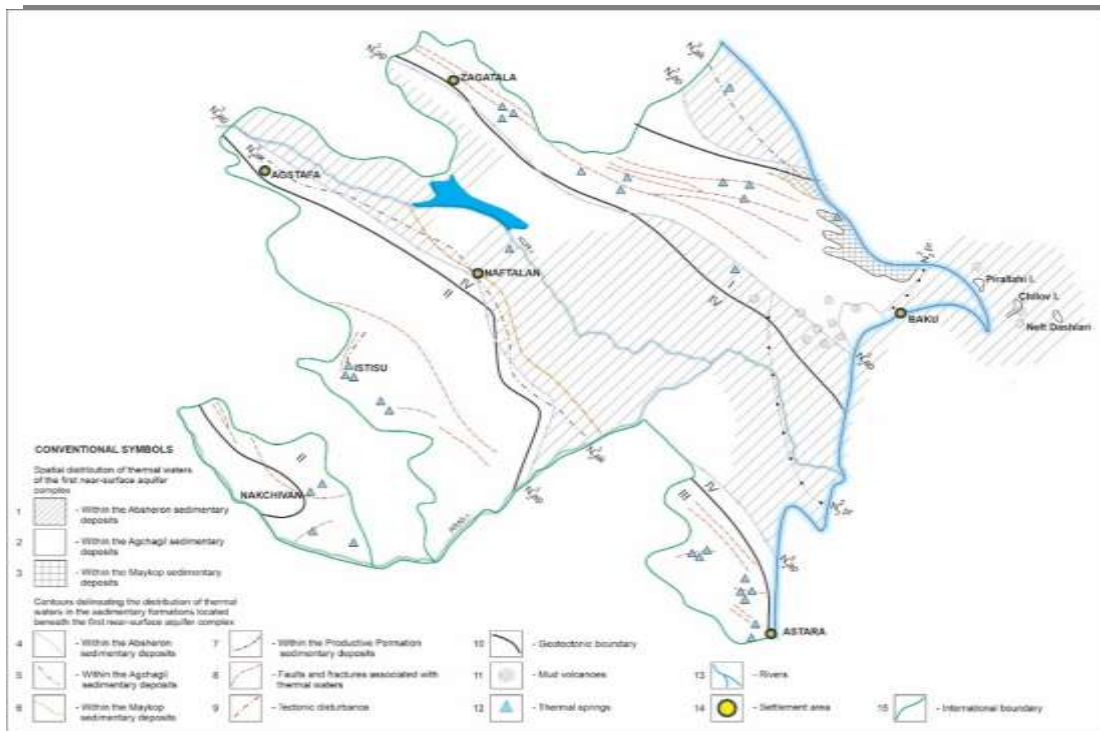 ZAGATALA
AGSTAFA
NAFTALAN
II
IV
I
IV
Pirallahi I.
Chilov I.
Neft Dashlari
BAKU
ISTISU
CONVENTIONAL SYMBOLS
Spatial distribution of thermal waters
of the first near-surface aquifer
complex
1 - Within the Absheron sedimentary
deposits
2 - Within the Agchagil sedimentary
deposits
3 - Within the Maykop sedimentary
deposits
II
NAKCHIVAN
III
IV
ASTARA
Contours delineating the distribution of thermal
waters in the sedimentary formations located
beneath the first near-surface aquifer complex
4 - Within the Absheron
sedimentary deposits
5 - Within the Agchagil
sedimentary deposits
6 - Within the Maykop
sedimentary deposits
7 - Within the Productive Formation
sedimentary deposits
8 - Faults and fractures associated with
thermal waters
9 - Tectonic disturbance
10 - Geotectonic boundary
11 - Mud volcanoes
12 - Thermal springs
13 - Rivers
14 - Settlement area
15 - International boundary